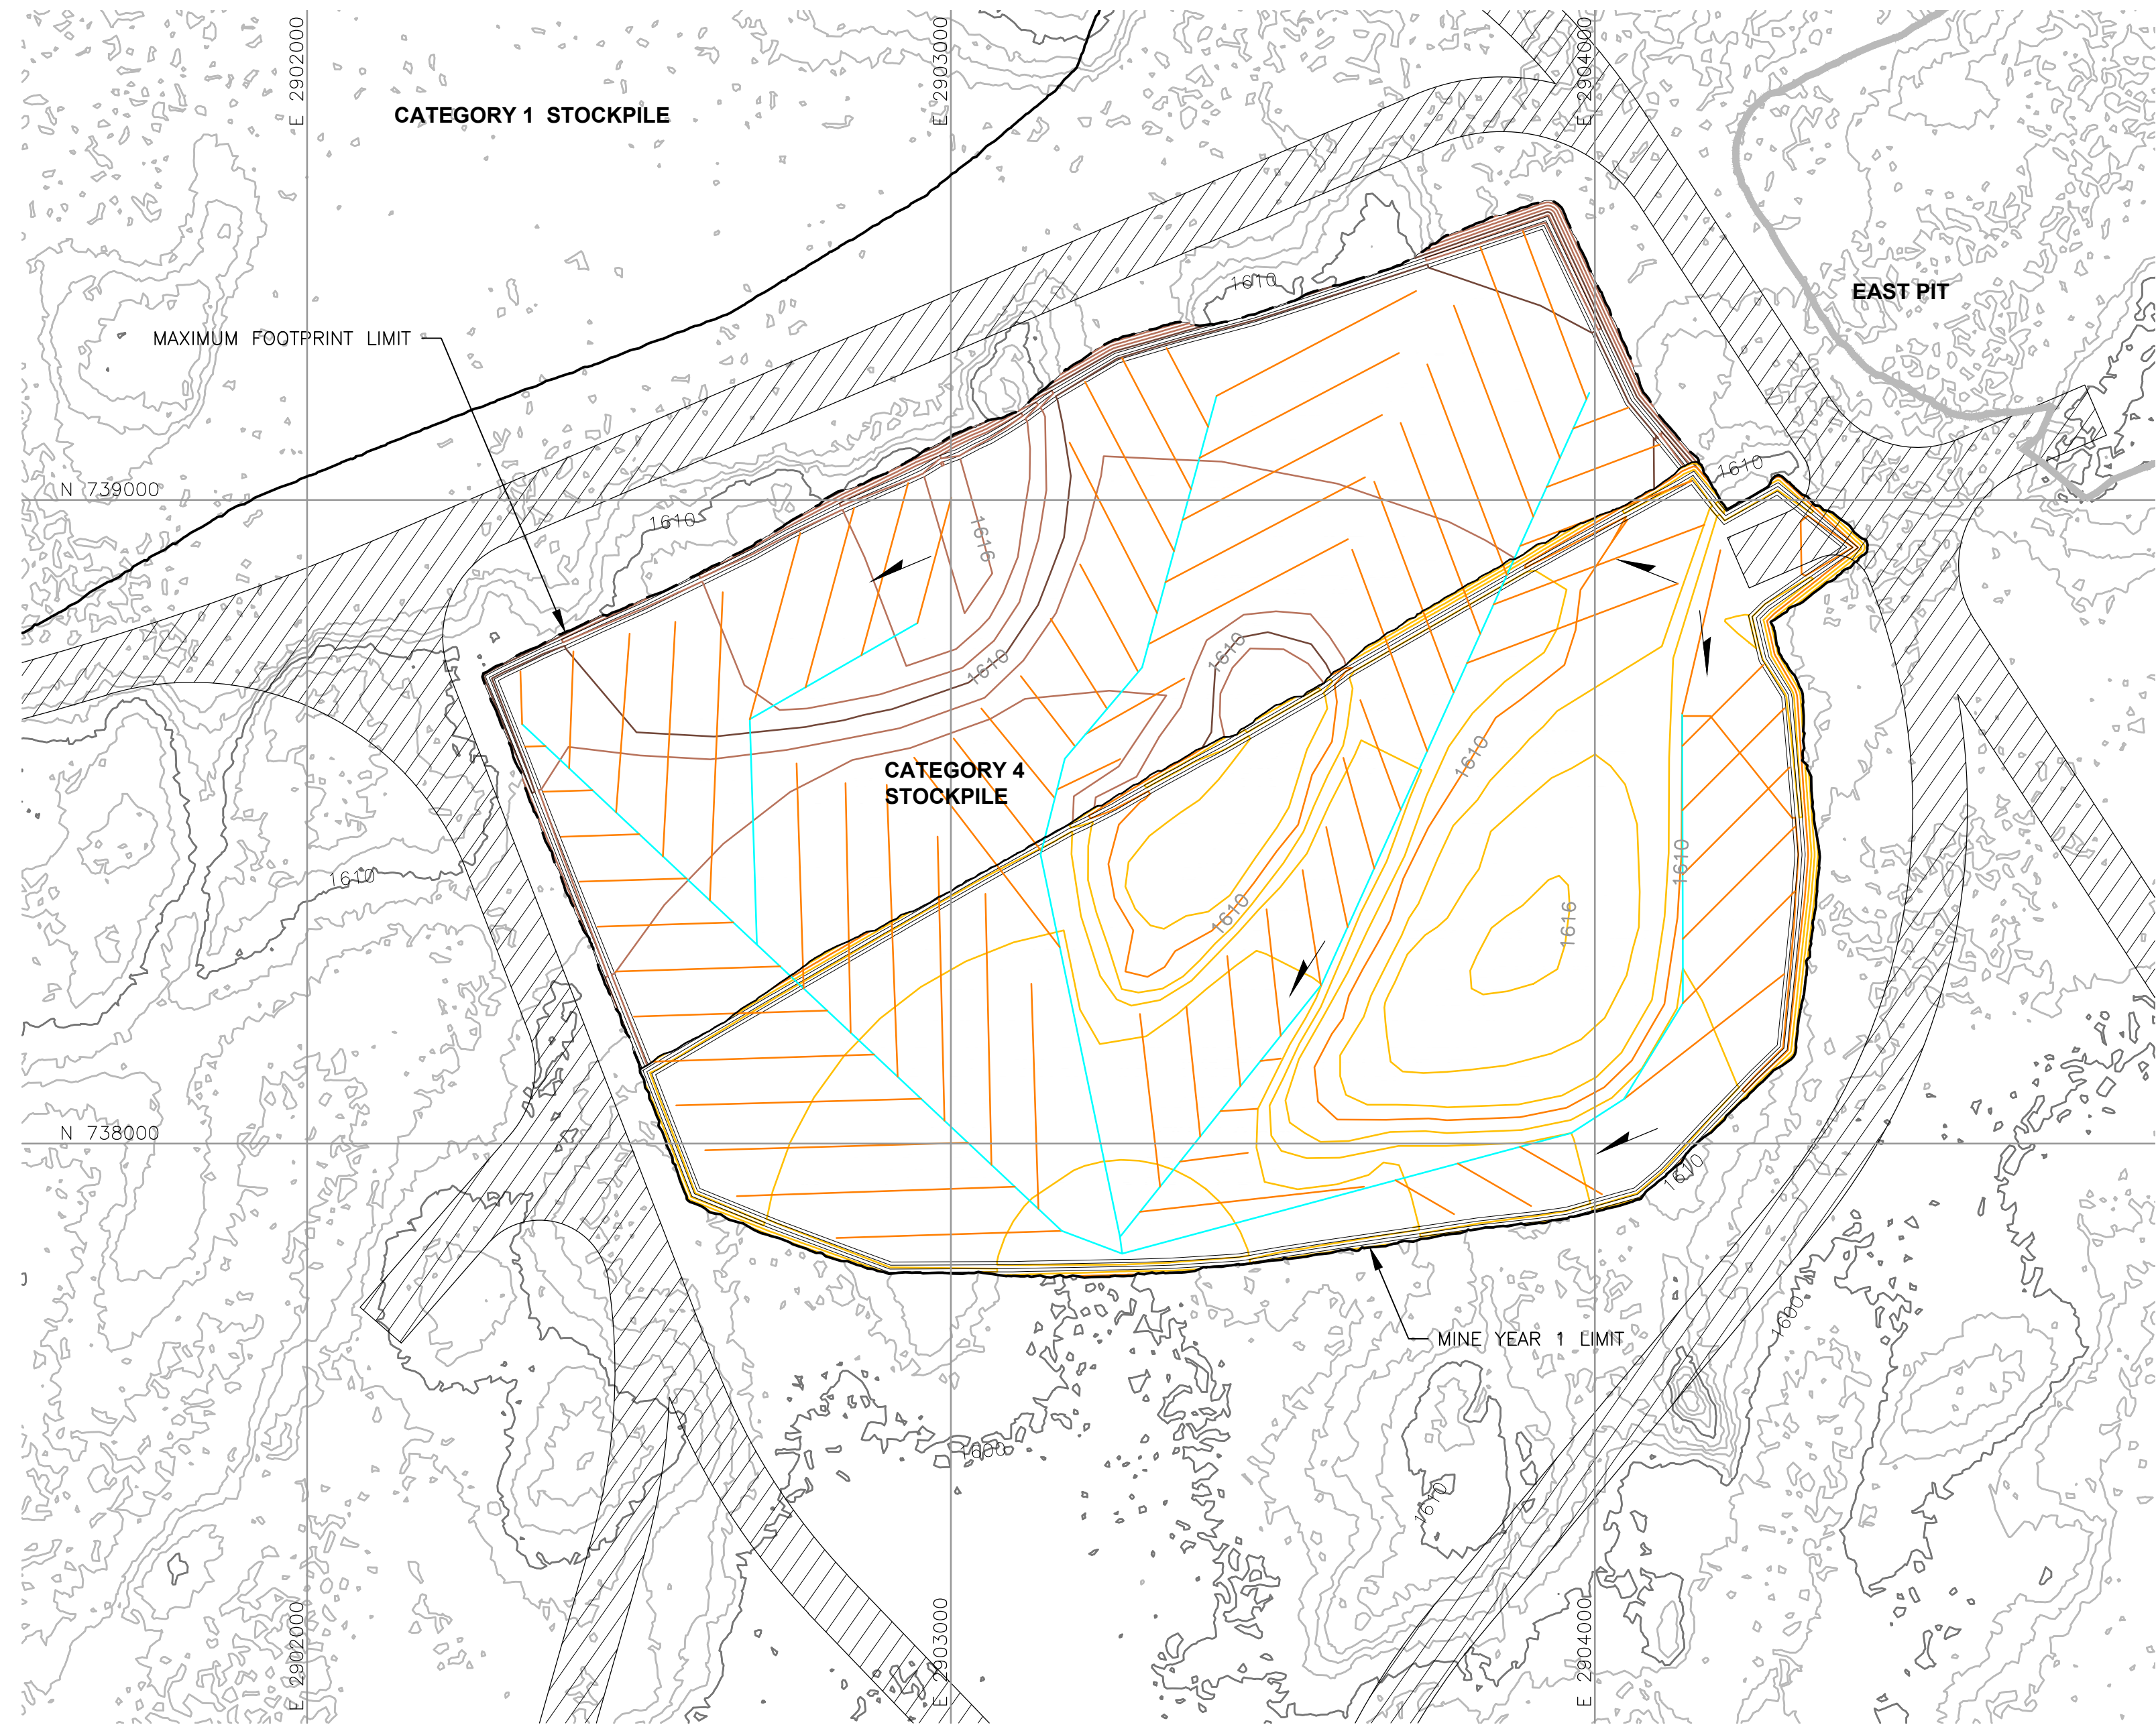 E 2902000
E 2903000
E 2904000
CATEGORY 1 STOCKPILE
EAST PIT
1610
MAXIMUM FOOTPRINT LIMIT
N 739000
1610
1610
1616
1610
1610
1610
CATEGORY 4
STOCKPILE
1610
1610
1610
1616
N 738000
1610
1600
MINE YEAR 1 LIMIT
1600
1610
E 2902000
E 2903000
E 2904000